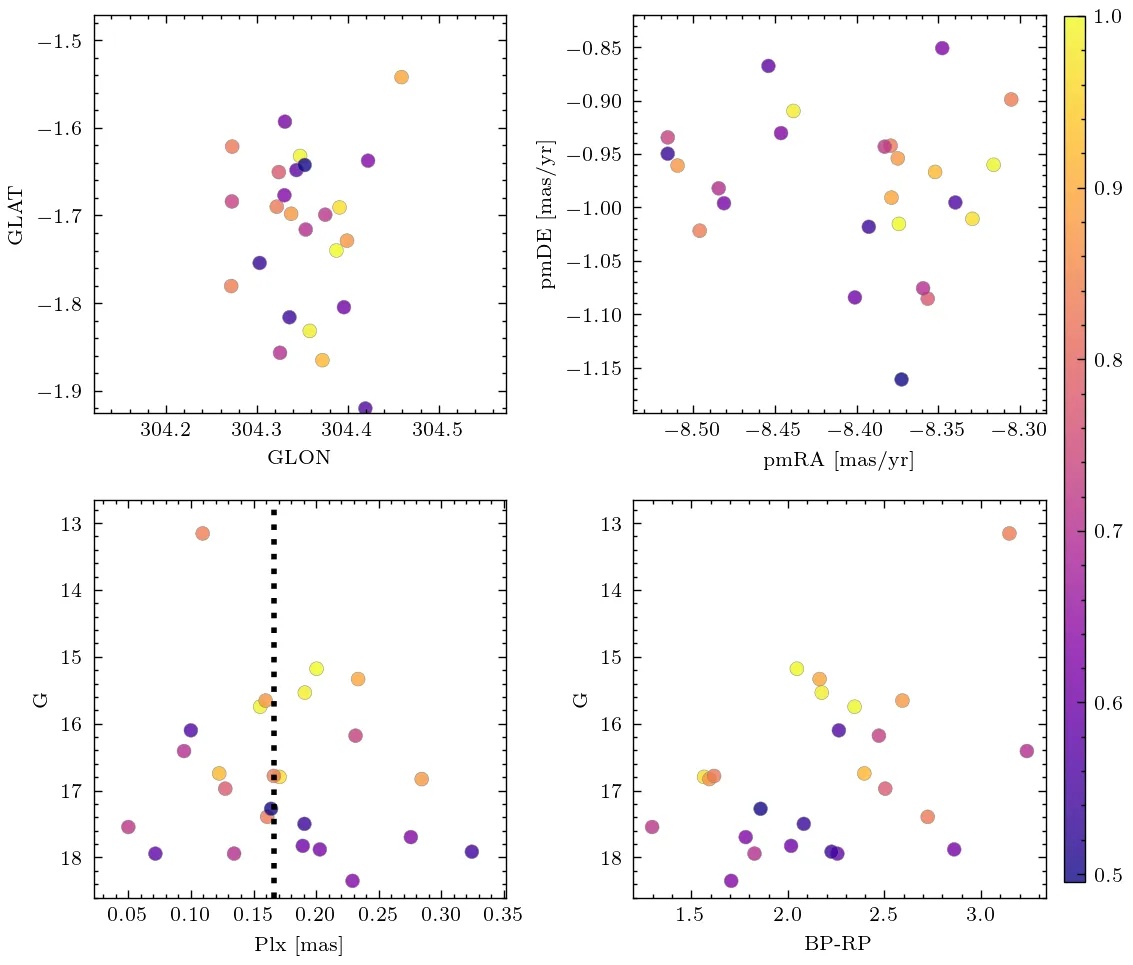 −1.5
−1.6
−1.7
−1.8
−1.9
GLAT
304.2 304.3 304.4 304.5
GLON
−0.85
−0.90
−0.95
−1.00
−1.05
−1.10
−1.15
pmDE [mas/yr]
−8.50 −8.45 −8.40 −8.35 −8.30
pmRA [mas/yr]
13
14
15
16
17
18
G
0.05 0.10 0.15 0.20 0.25 0.30 0.35
Plx [mas]
13
14
15
16
17
18
G
1.5 2.0 2.5 3.0
BP-RP
1.0
0.9
0.8
0.7
0.6
0.5